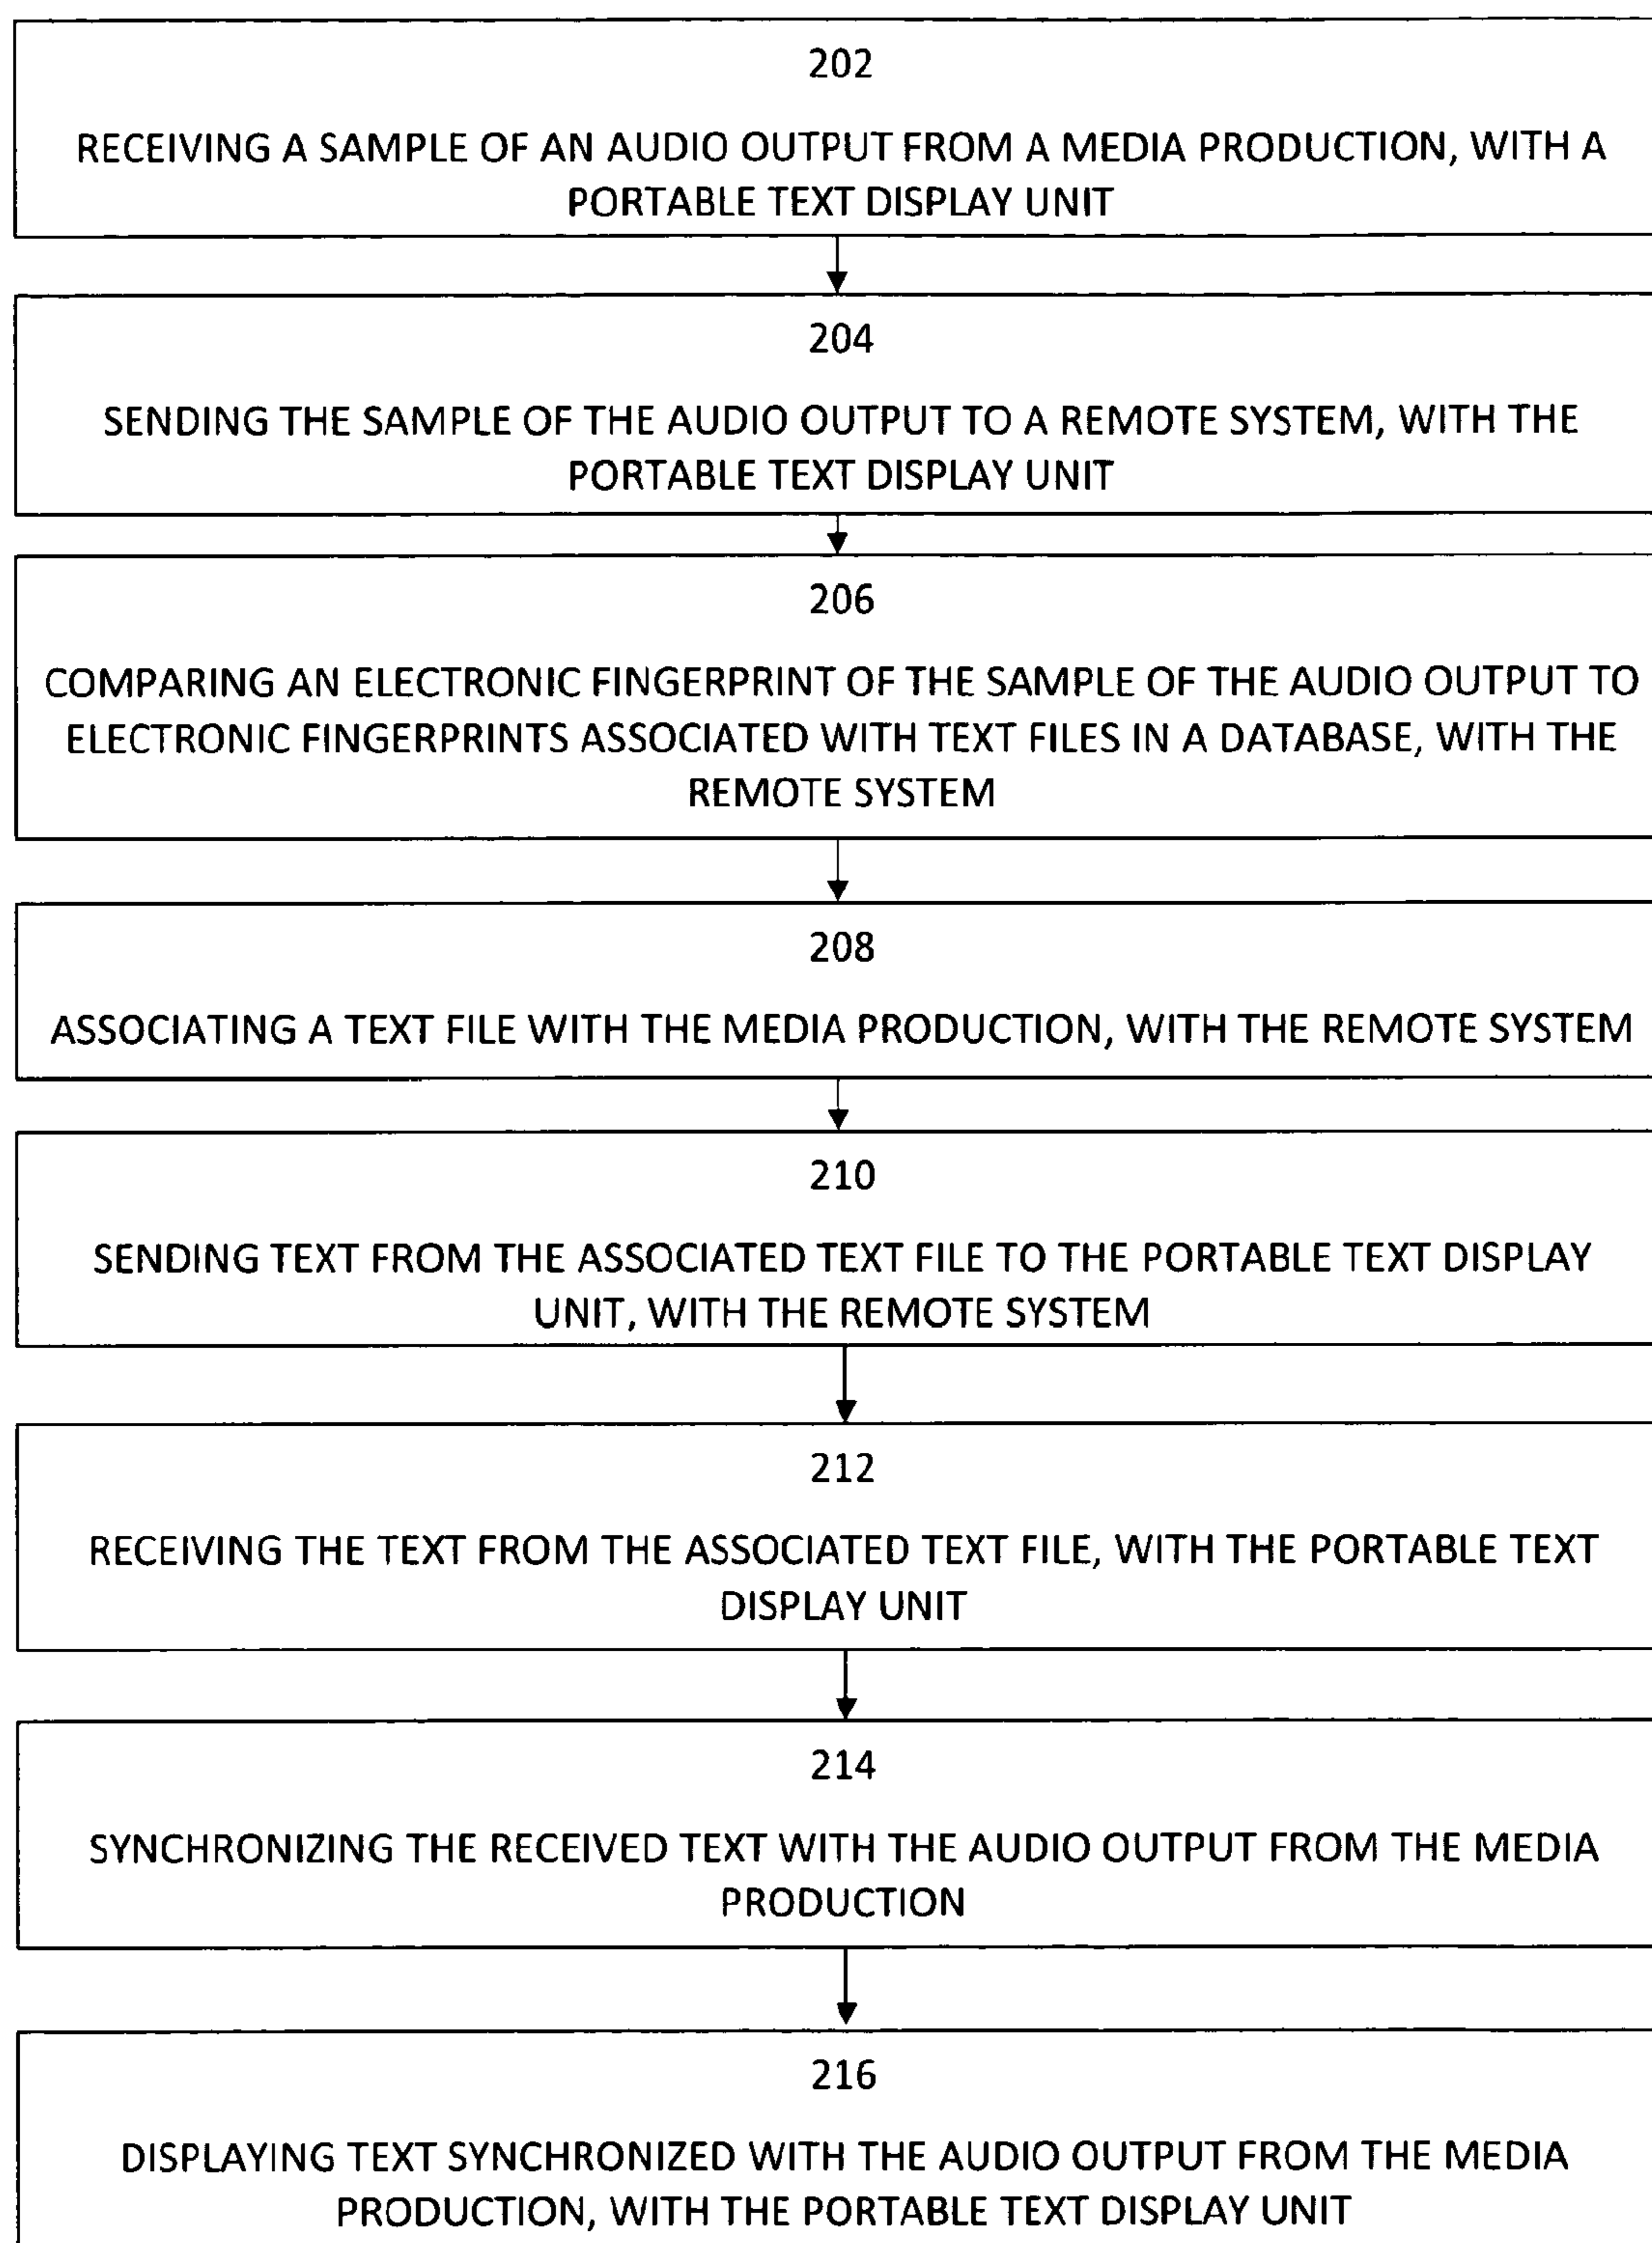 202
RECEIVING A SAMPLE OF AN AUDIO OUTPUT FROM A MEDIA PRODUCTION, WITH A
PORTABLE TEXT DISPLAY UNIT
204
SENDING THE SAMPLE OF THE AUDIO OUTPUT TO A REMOTE SYSTEM, WITH THE
PORTABLE TEXT DISPLAY UNIT
206
COMPARING AN ELECTRONIC FINGERPRINT OF THE SAMPLE OF THE AUDIO OUTPUT TO
ELECTRONIC FINGERPRINTS ASSOCIATED WITH TEXT FILES IN A DATABASE, WITH THE
REMOTE SYSTEM
208
ASSOCIATING A TEXT FILE WITH THE MEDIA PRODUCTION, WITH THE REMOTE SYSTEM
210
SENDING TEXT FROM THE ASSOCIATED TEXT FILE TO THE PORTABLE TEXT DISPLAY
UNIT, WITH THE REMOTE SYSTEM
212
RECEIVING THE TEXT FROM THE ASSOCIATED TEXT FILE, WITH THE PORTABLE TEXT
DISPLAY UNIT
214
SYNCHRONIZING THE RECEIVED TEXT WITH THE AUDIO OUTPUT FROM THE MEDIA
PRODUCTION
216
DISPLAYING TEXT SYNCHRONIZED WITH THE AUDIO OUTPUT FROM THE MEDIA
PRODUCTION, WITH THE PORTABLE TEXT DISPLAY UNIT